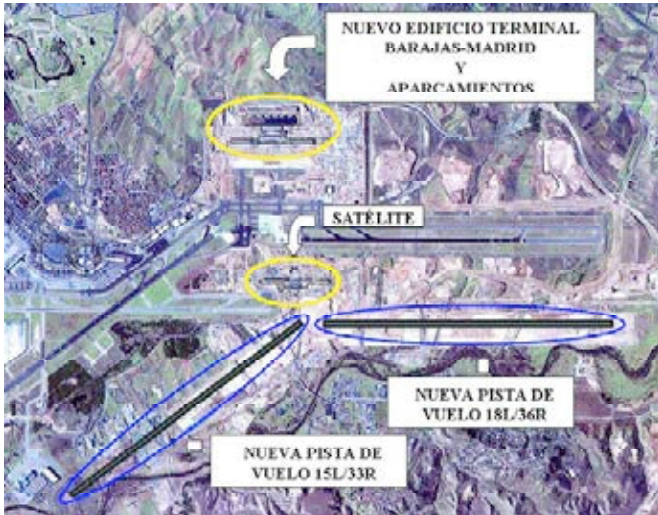 NUEVO EDIFICIO TERMINAL
BARAJAS-MADRID
Y
APARCAMIENTOS
SATÉLITE
NUEVA PISTA DE
VUELO 18L/36R
NUEVA PISTA DE
VUELO 15L/33R